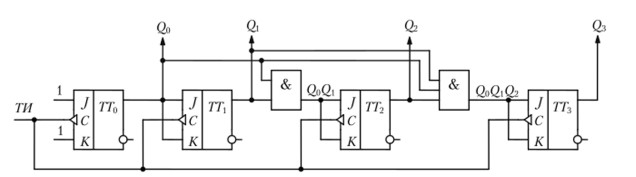 Q0 Q1 Q2 Q3
1 J TT0 J TT1 & Q0Q1 J TT2 & Q0Q1Q2 J TT3
ТИ C C C C
1 K K K K